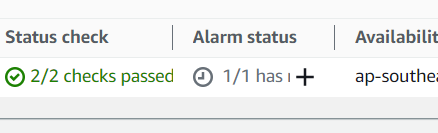 Status check Alarm status Availabilit
2/2 checks passed 1/1 has ap-southea